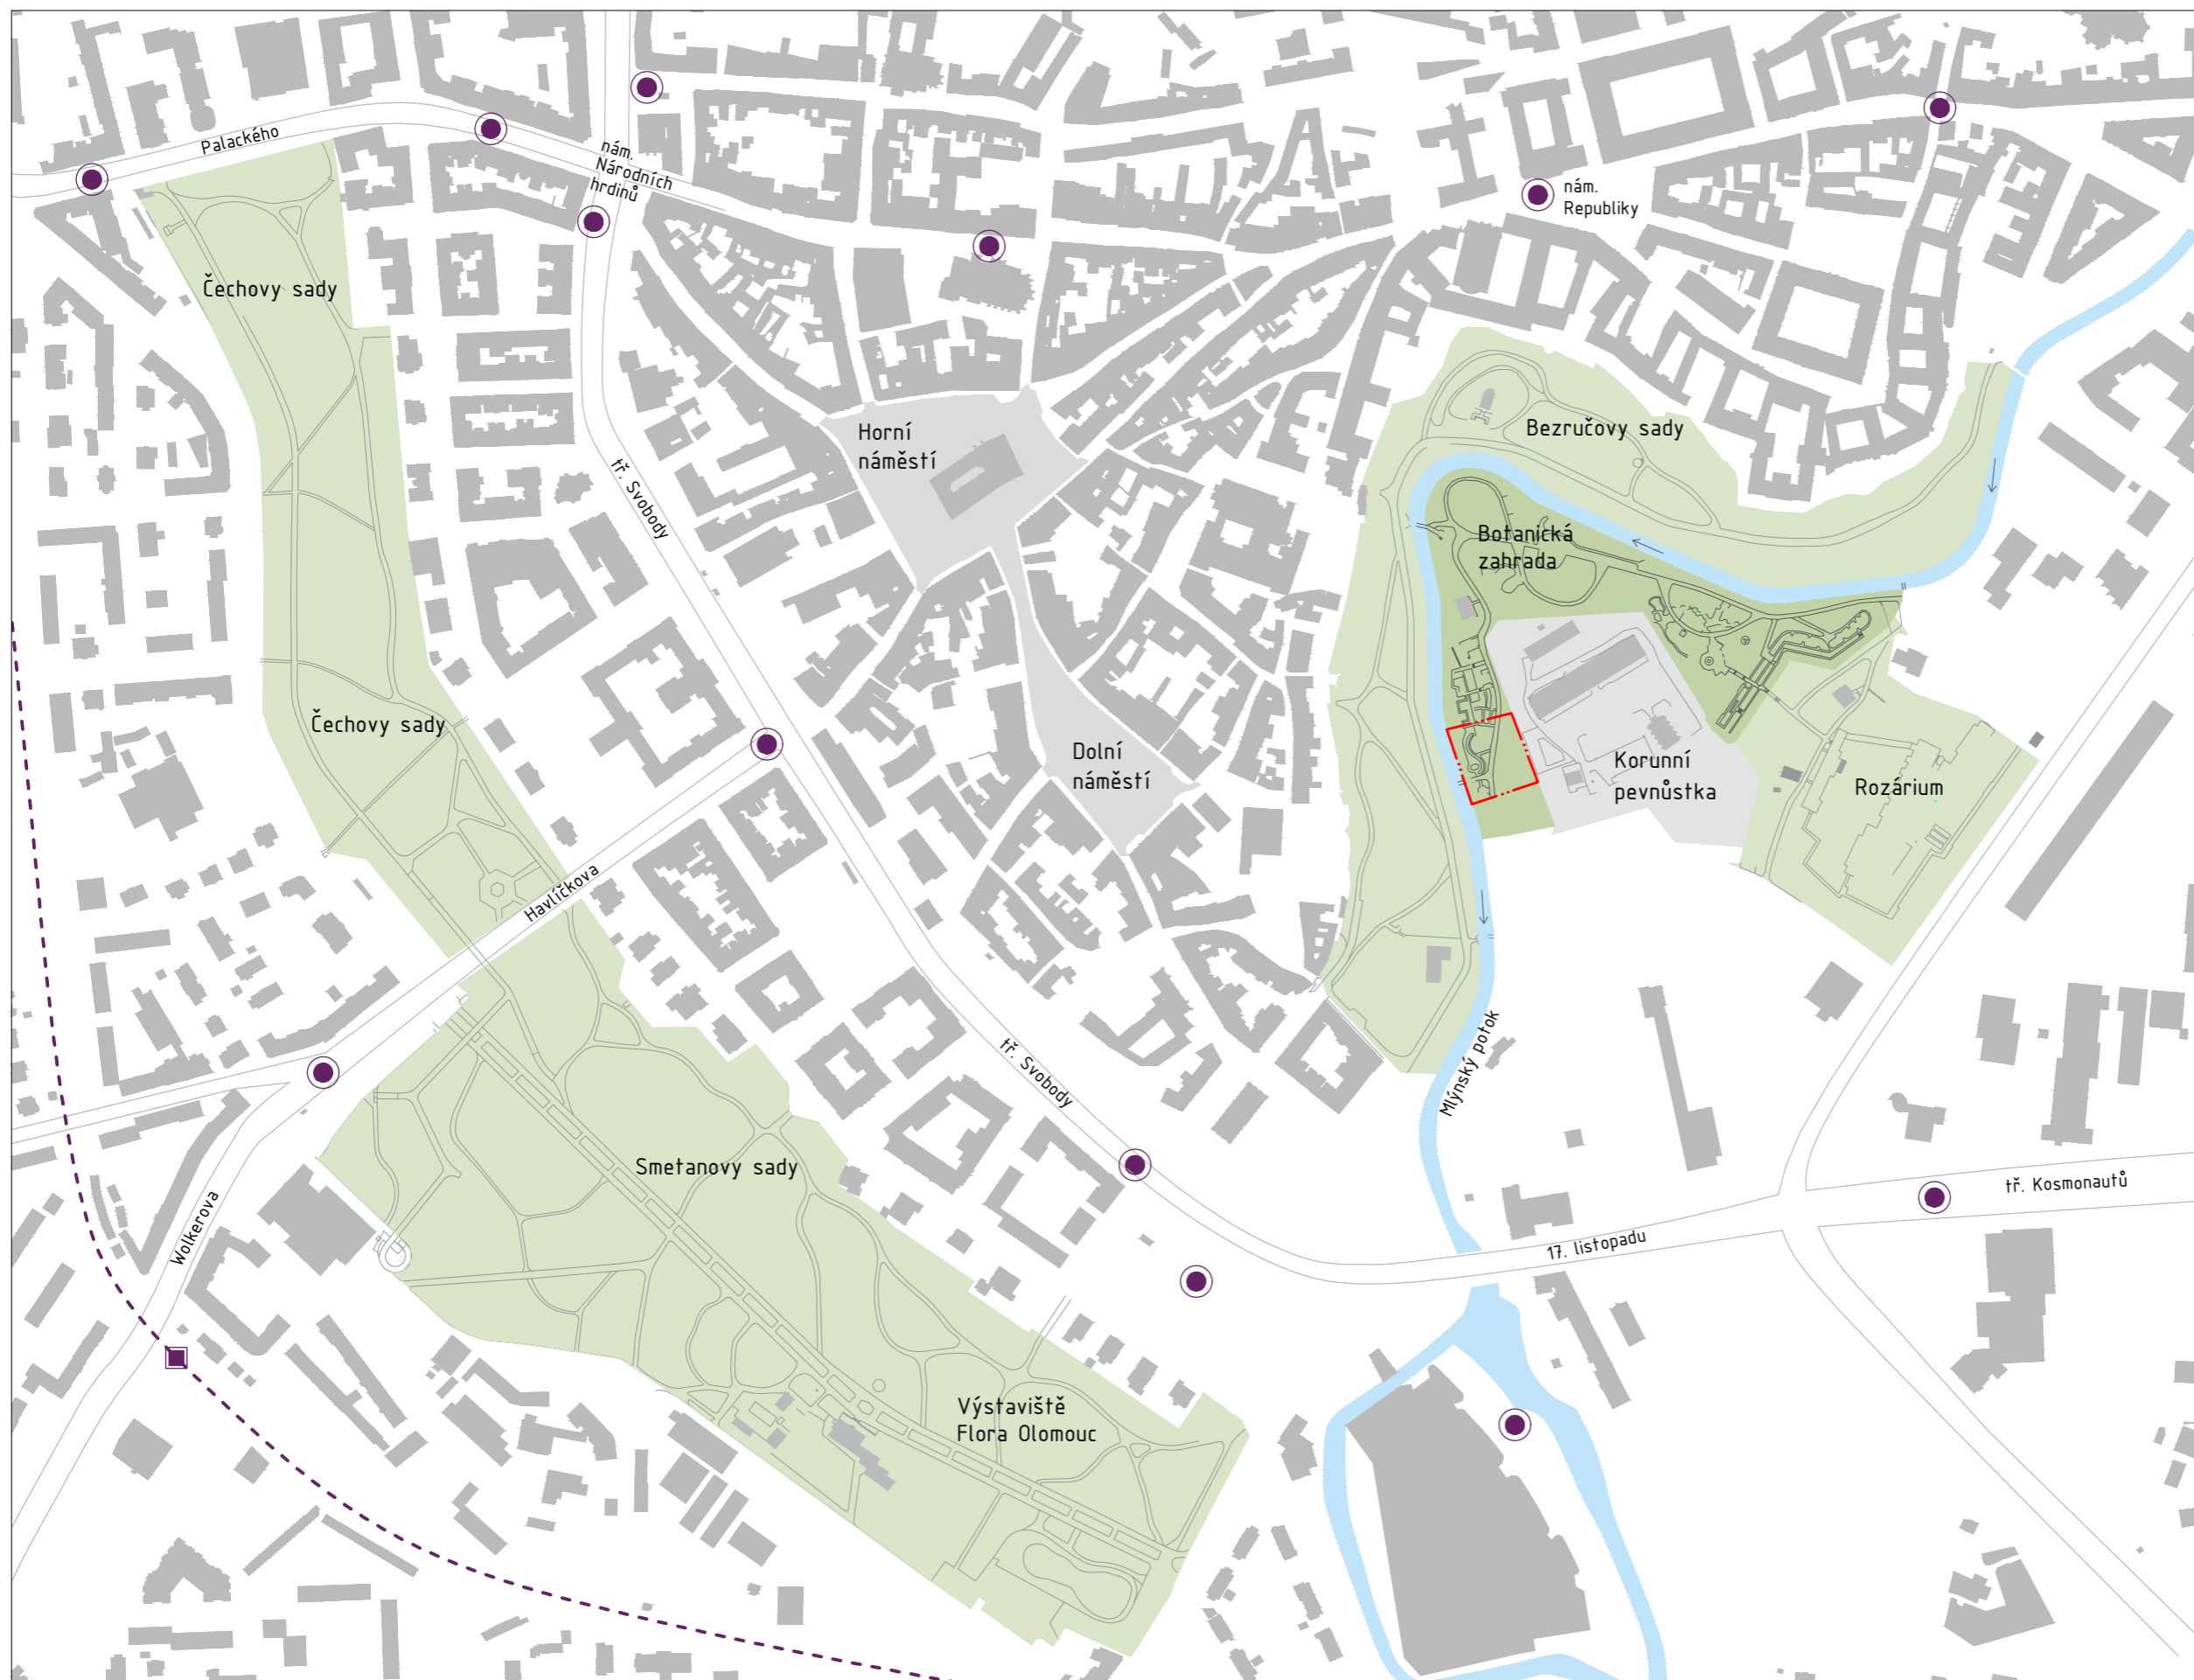 Palackého
nám.
Národních
hrdinů
nám.
Republiky
Čechovy sady
Horní
náměstí
Bezručovy sady
tř. Svobody
Botanická
zahrada
Čechovy sady
Dolní
náměstí
Korunní
pevnůstka
Rozárium
Havlíčkova
Mlýnský potok
tř. Svobody
Smetanovy sady
tř. Kosmonautů
Wolkerova
17. listopadu
Výstaviště
Flora Olomouc